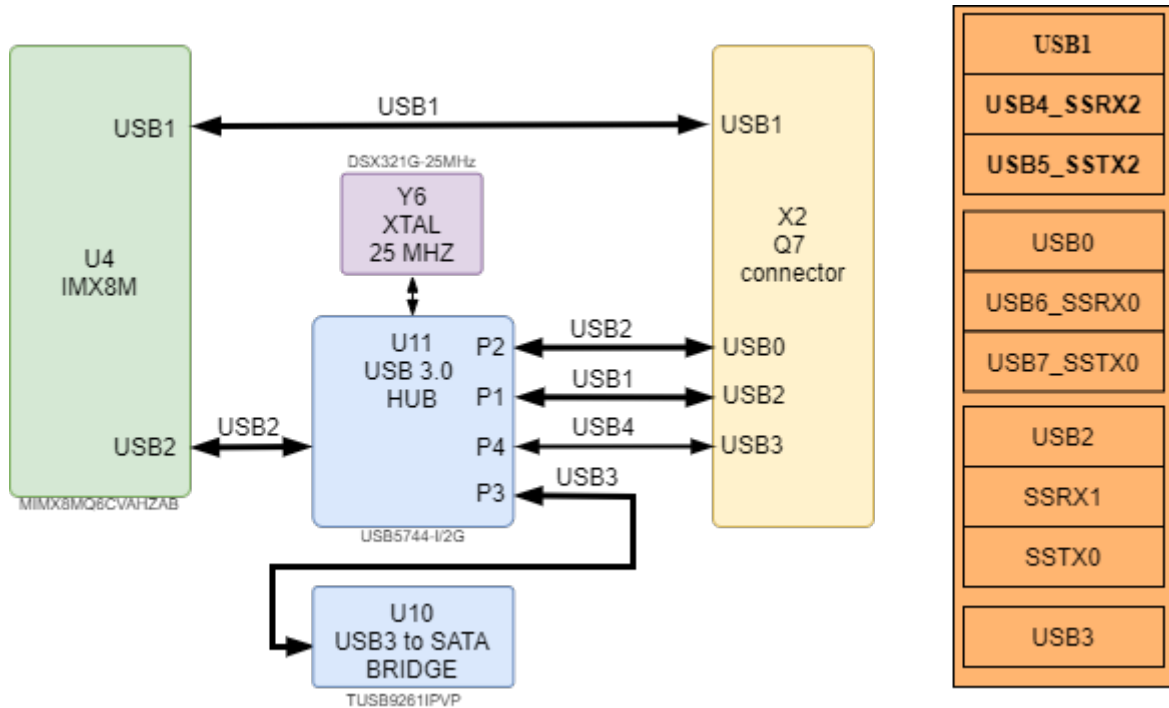 USB1
USB1
USB1
DSX321G-25MHz
Y6
XTAL
25 MHZ
U4
IMX8M
X2
Q7
connector
U11
USB 3.0
HUB
P2
USB2
USB0
P1
USB1
USB2
P4
USB4
USB3
P3
USB3
USB2
USB2
MIMX8MQ6CVAHZAB
USB5744-I/2G
U10
USB3 to SATA
BRIDGE
TUSB9261IPVP
USB1
USB4_SSRX2
USB5_SSTX2
USB0
USB6_SSRX0
USB7_SSTX0
USB2
SSRX1
SSTX0
USB3